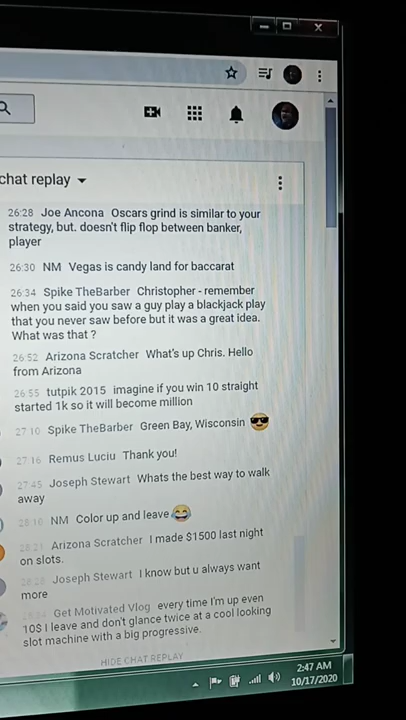 chat replay
26:28 Joe Ancona Oscars grind is similar to your
strategy, but. doesn't flip flop between banker,
player
26:30 NM Vegas is candy land for baccarat
26:34 Spike TheBarber Christopher - remember
when you said you saw a guy play a blackjack play
that you never saw before but it was a great idea.
What was that ?
26:52 Arizona Scratcher What's up Chris. Hello
from Arizona
26:55 tutpik 2015 imagine if you win 10 straight
started 1k so it will become million
27:10 Spike TheBarber Green Bay, Wisconsin 😎
27:16 Remus Luciu Thank you!
27:45 Joseph Stewart Whats the best way to walk
away
28:10 NM Color up and leave 😂
28:21 Arizona Scratcher I made $1500 last night
on slots.
28:28 Joseph Stewart I know but u always want
more
Get Motivated Vlog every time I'm up even
10$ I leave and don't glance twice at a cool looking
slot machine with a big progressive.
HIDE CHAT REPLAY
2:47 AM
10/17/2020